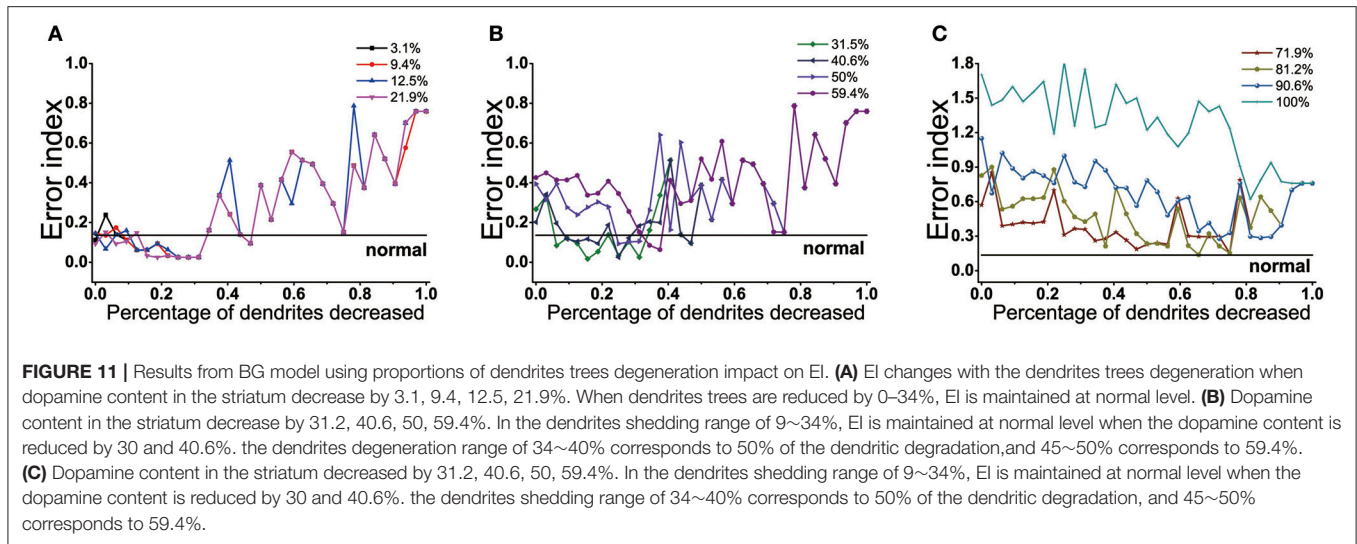 A
3.1%
9.4%
12.5%
21.9%
1.0
0.8
0.6
0.4
0.2
0.0
Error index
normal
0.0 0.2 0.4 0.6 0.8 1.0
Percentage of dendrites decreased
B
31.5%
40.6%
50%
59.4%
1.0
0.8
0.6
0.4
0.2
0.0
Error index
normal
0.0 0.2 0.4 0.6 0.8 1.0
Percentage of dendrites decreased
C
71.9%
81.2%
90.6%
100%
1.8
1.5
1.2
0.9
0.6
0.3
0.0
Error index
normal
0.0 0.2 0.4 0.6 0.8 1.0
Percentage of dendrites decreased
FIGURE 11 | Results from BG model using proportions of dendrites trees degeneration impact on EI. (A) EI changes with the dendrites trees degeneration when
dopamine content in the striatum decrease by 3.1, 9.4, 12.5, 21.9%. When dendrites trees are reduced by 0–34%, EI is maintained at normal level. (B) Dopamine
content in the striatum decrease by 31.2, 40.6, 50, 59.4%. In the dendrites shedding range of 9~34%, EI is maintained at normal level when the dopamine content is
reduced by 30 and 40.6%. the dendrites degeneration range of 34~40% corresponds to 50% of the dendritic degradation,and 45~50% corresponds to 59.4%.
(C) Dopamine content in the striatum decreased by 31.2, 40.6, 50, 59.4%. In the dendrites shedding range of 9~34%, EI is maintained at normal level when the
dopamine content is reduced by 30 and 40.6%. the dendrites shedding range of 34~40% corresponds to 50% of the dendritic degradation, and 45~50%
corresponds to 59.4%.